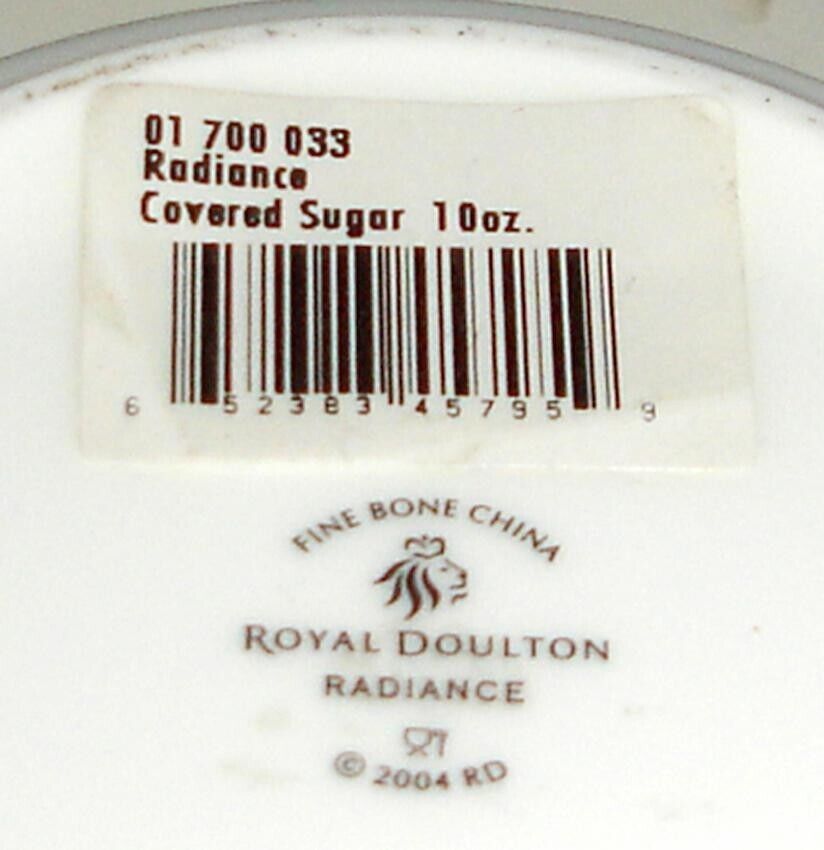 01 700 033
Radiance
Covered Sugar 10oz.
6 52383 45795 9
FINE BONE CHINA
ROYAL DOULTON
RADIANCE
© 2004 RD